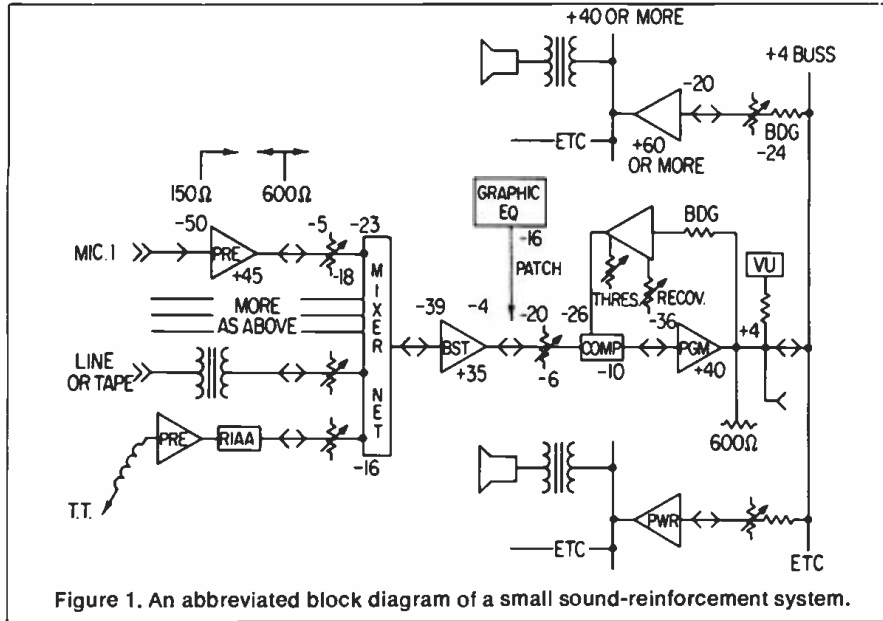 +40 OR MORE
+4 BUSS
-20
BDG
-24
ETC
+60
OR MORE
150Ω
600Ω
GRAPHIC
EQ
-16
PATCH
BDG
VU
THRES.
RECOV.
-50
-5
-23
MIC.1
PRE
+45
-18
MIXER NET
MORE
AS ABOVE
-39
-4
-20
-26
-36
+4
BST
+35
-6
COMP
-10
PGM
+40
LINE
OR TAPE
600Ω
PRE
RIAA
-16
T.T.
PWR
ETC
ETC
Figure 1. An abbreviated block diagram of a small sound-reinforcement system.